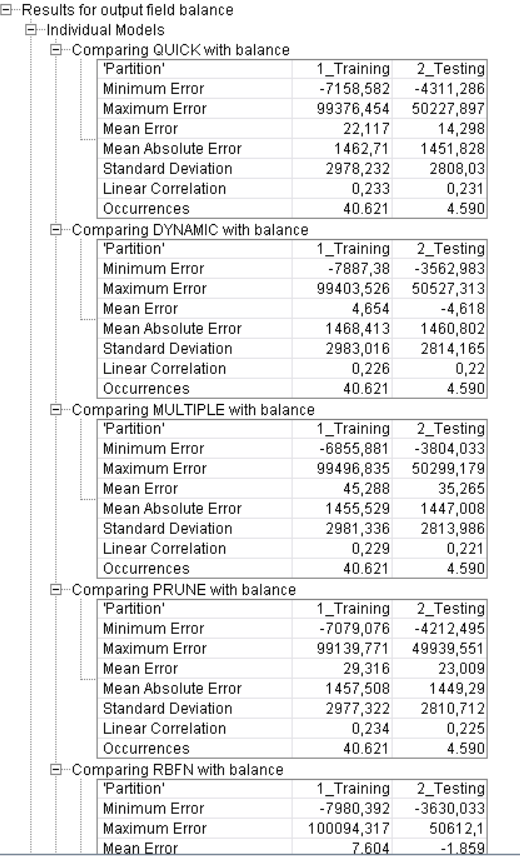 Results for output field balance
Individual Models
Comparing QUICK with balance
'Partition' 1_Training 2_Testing
Minimum Error -7158,582 -4311,286
Maximum Error 99376,454 50227,897
Mean Error 22,117 14,298
Mean Absolute Error 1462,71 1451,828
Standard Deviation 2978,232 2808,03
Linear Correlation 0,233 0,231
Occurrences 40.621 4.590
Comparing DYNAMIC with balance
'Partition' 1_Training 2_Testing
Minimum Error -7887,38 -3562,983
Maximum Error 99403,526 50527,313
Mean Error 4,654 -4,618
Mean Absolute Error 1468,413 1460,802
Standard Deviation 2983,016 2814,165
Linear Correlation 0,226 0,22
Occurrences 40.621 4.590
Comparing MULTIPLE with balance
'Partition' 1_Training 2_Testing
Minimum Error -6855,881 -3804,033
Maximum Error 99496,835 50299,179
Mean Error 45,288 35,265
Mean Absolute Error 1455,529 1447,008
Standard Deviation 2981,336 2813,986
Linear Correlation 0,229 0,221
Occurrences 40.621 4.590
Comparing PRUNE with balance
'Partition' 1_Training 2_Testing
Minimum Error -7079,076 -4212,495
Maximum Error 99139,771 49939,551
Mean Error 29,316 23,009
Mean Absolute Error 1457,508 1449,29
Standard Deviation 2977,322 2810,712
Linear Correlation 0,234 0,225
Occurrences 40.621 4.590
Comparing RBFN with balance
'Partition' 1_Training 2_Testing
Minimum Error -7980,392 -3630,033
Maximum Error 100094,317 50612,1
Mean Error 7,604 -1,859